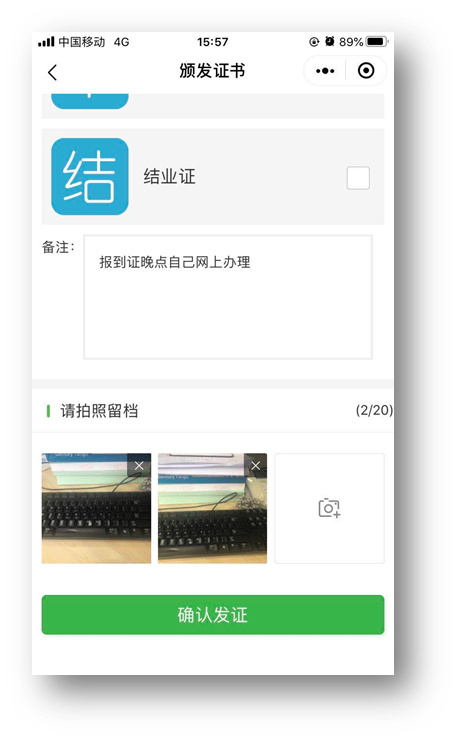 中国移动 4G 15:57 89%
颁发证书
结 结业证
备注：
报到证晚点自己网上办理
请拍照留档 (2/20)
确认发证